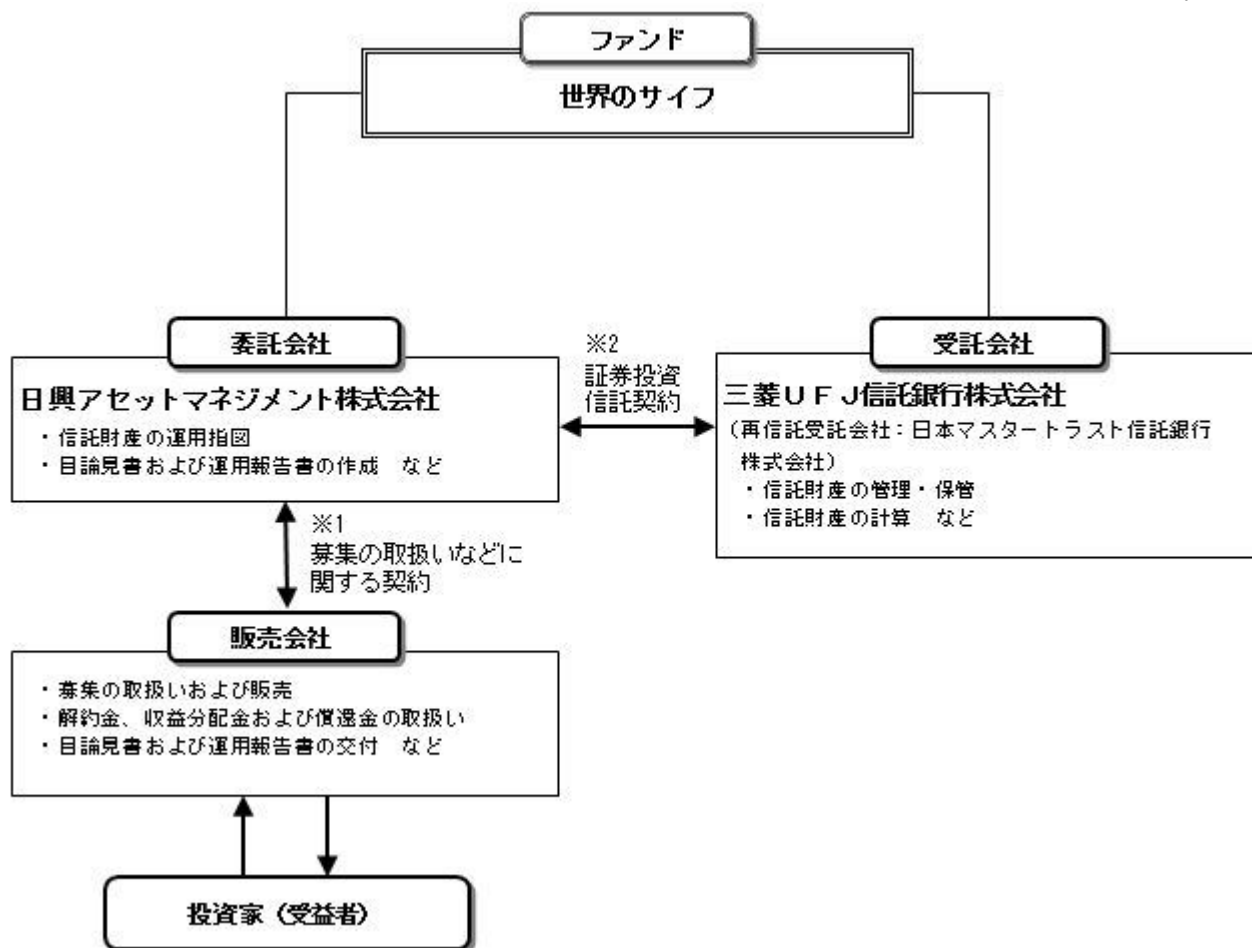 ファンド
世界のサイフ
委託会社
日興アセットマネジメント株式会社
・信託財産の運用指図
・目論見書および運用報告書の作成 など
※2
証券投資
信託契約
受託会社
三菱UFJ信託銀行株式会社
(再信託受託会社:日本マスタートラスト信託銀行
株式会社)
・信託財産の管理・保管
・信託財産の計算 など
※1
募集の取扱いなどに
関する契約
販売会社
・募集の取扱いおよび販売
・解約金、収益分配金および償還金の取扱い
・目論見書および運用報告書の交付 など
投資家(受益者)